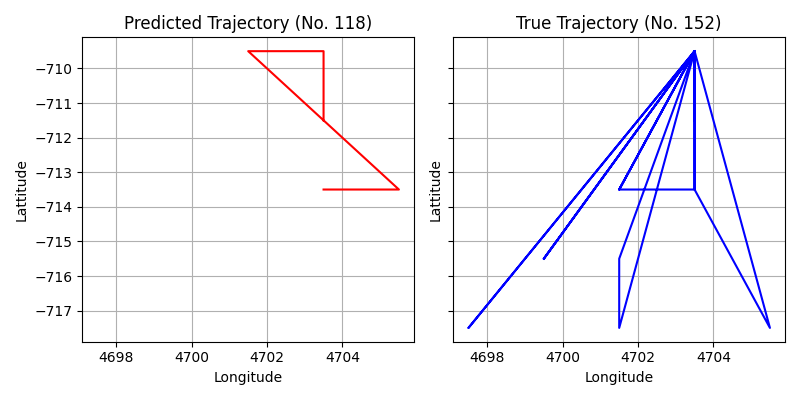 Predicted Trajectory (No. 118)
Lattitude
−710
−711
−712
−713
−714
−715
−716
−717
4698
4700
4702
4704
Longitude
True Trajectory (No. 152)
Lattitude
4698
4700
4702
4704
Longitude